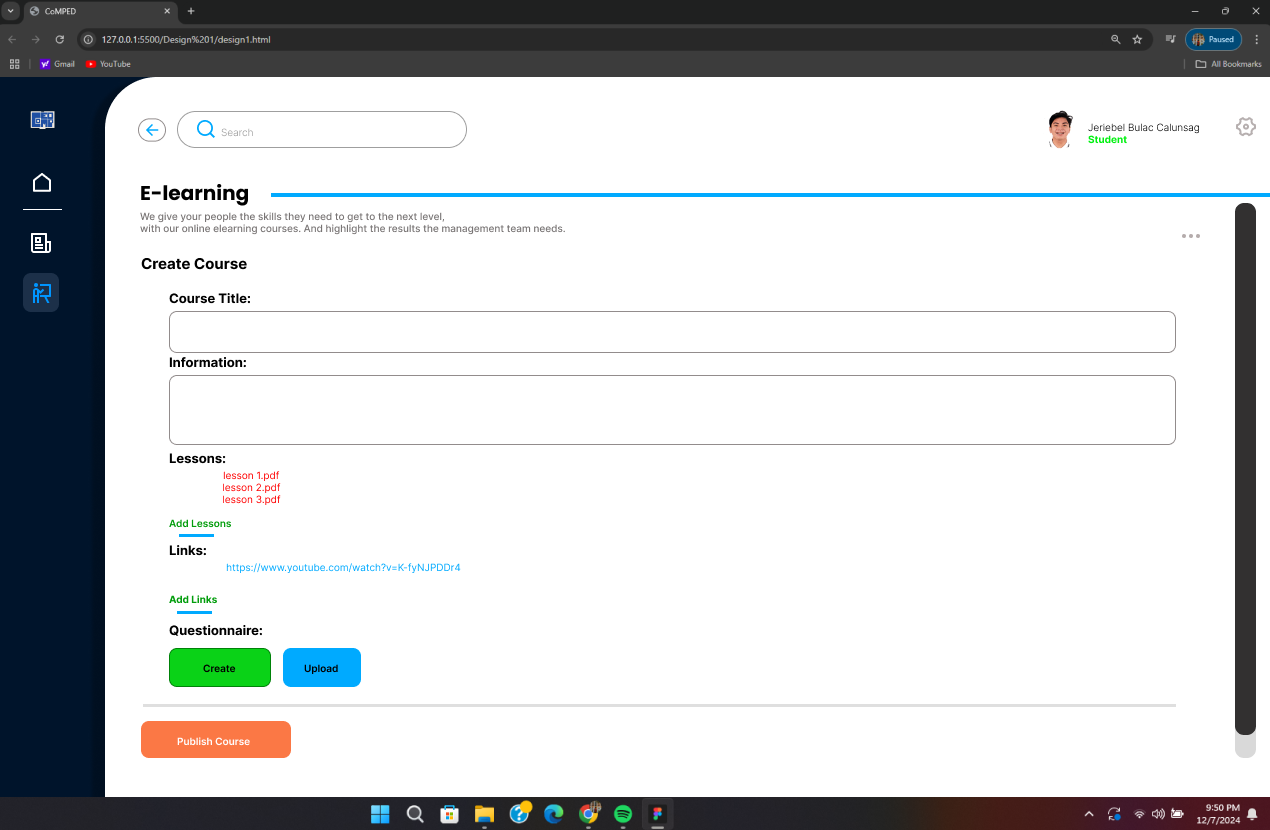 CoMPED
127.0.0.1:5500/Design%201/design1.html
Paused
Gmail
YouTube
All Bookmarks
Search
Jeriebel Bulac Calunsag
Student
E-learning
We give your people the skills they need to get to the next level,
with our online elearning courses. And highlight the results the management team needs.
Create Course
Course Title:
Information:
Lessons:
lesson 1.pdf
lesson 2.pdf
lesson 3.pdf
Add Lessons
Links:
https://www.youtube.com/watch?v=K-fyNJPDDr4
Add Links
Questionnaire:
Create
Upload
Publish Course
9:50 PM
12/7/2024